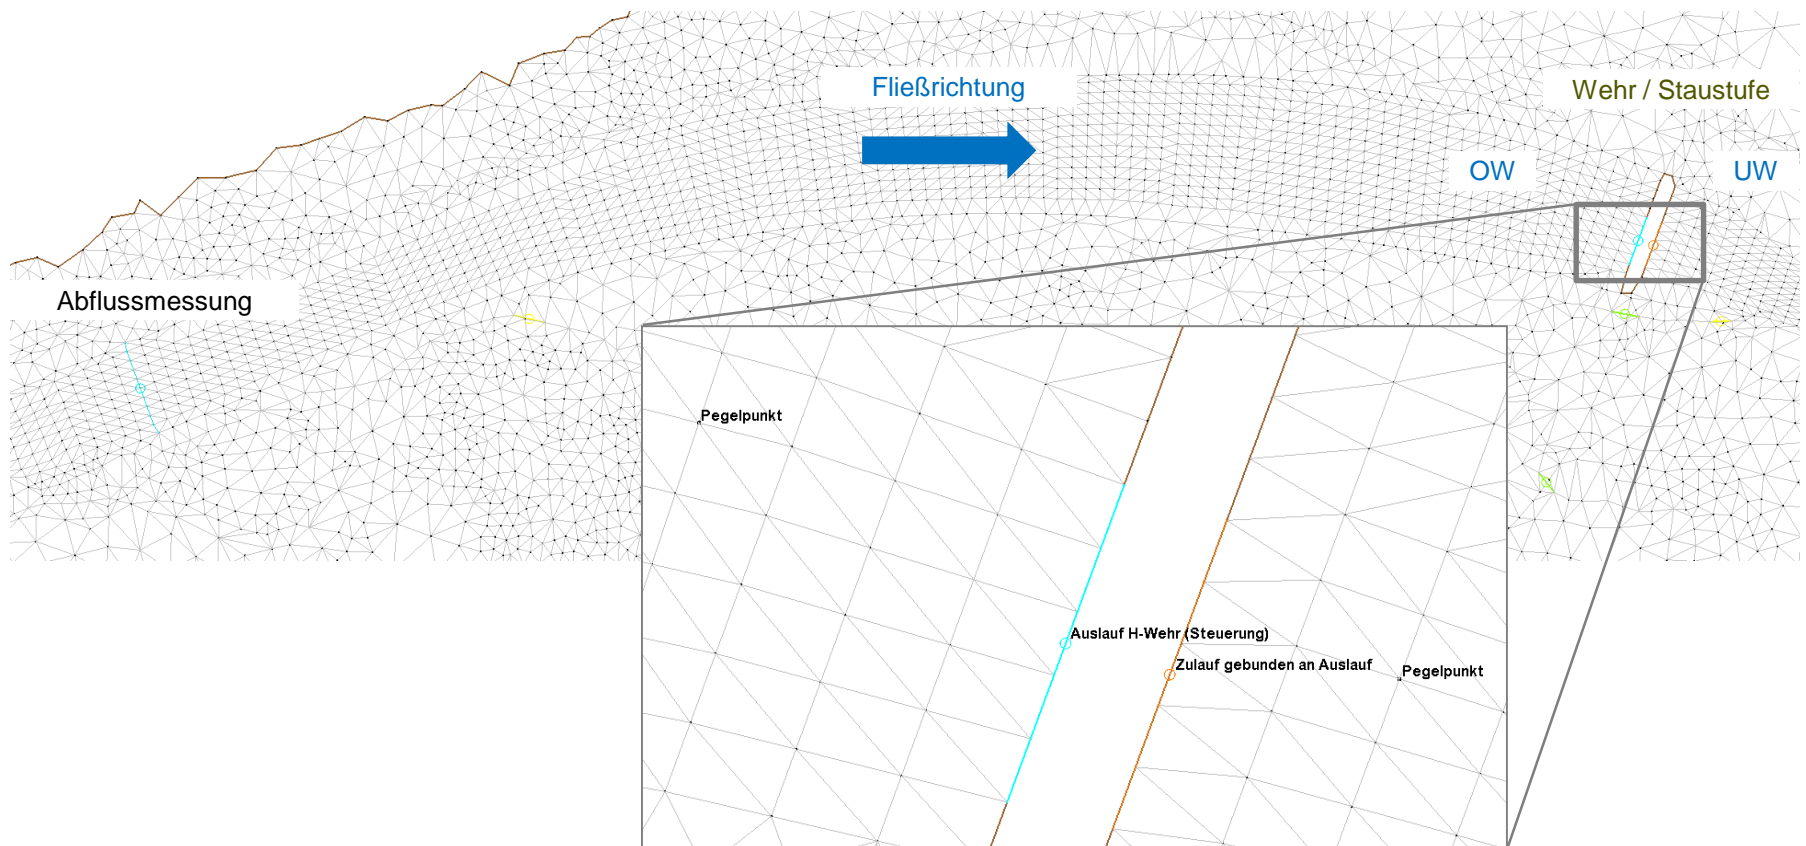 Fließrichtung
Wehr / Staustufe
OW
UW
Abflussmessung
Pegelpunkt
Auslauf H-Wehr (Steuerung)
Zulauf gebunden an Auslauf
Pegelpunkt